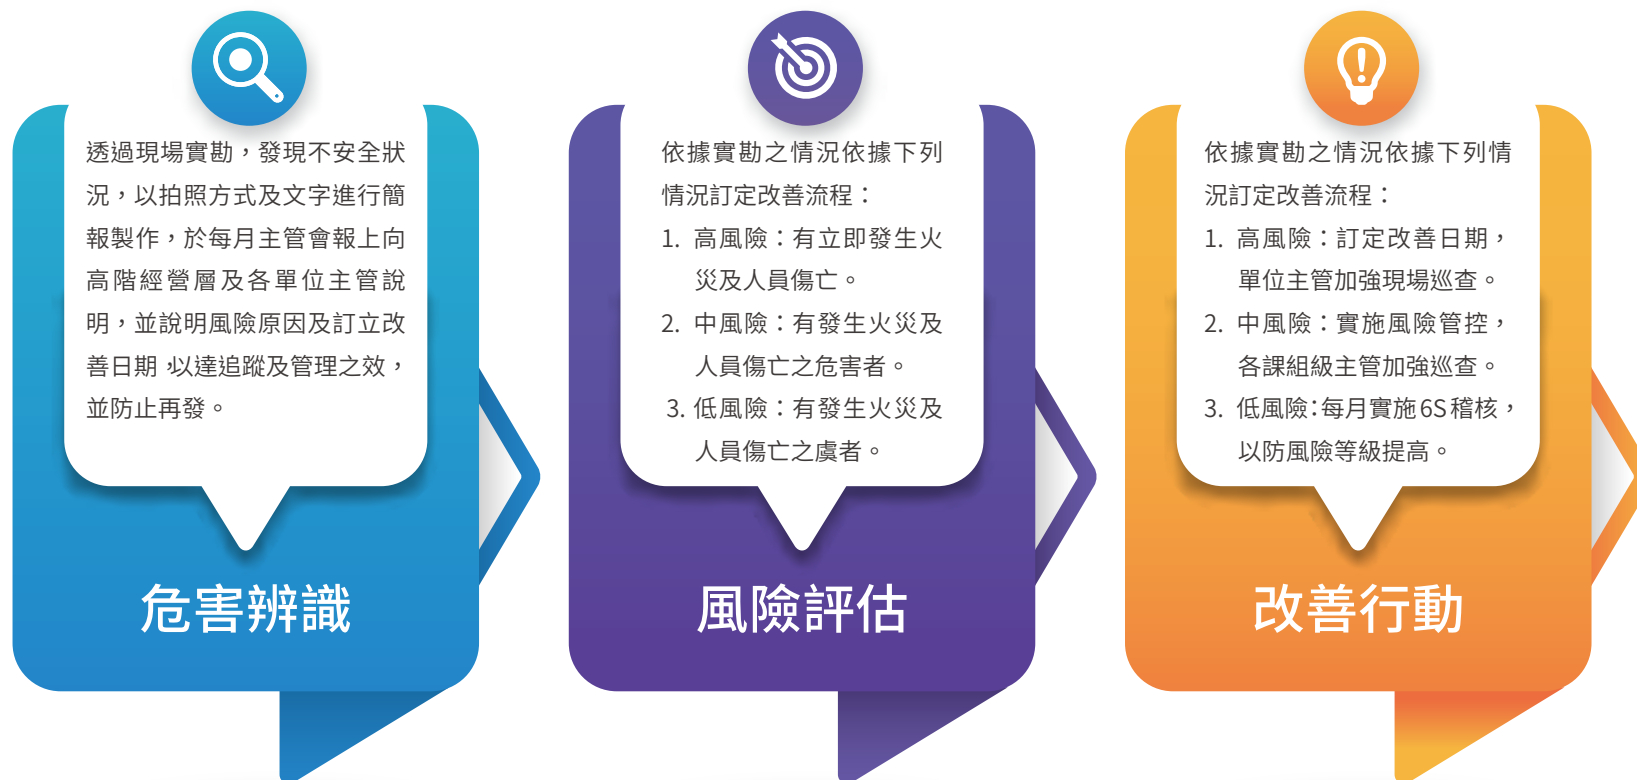 透過現場實勘，發現不安全狀
況，以拍照方式及文字進行簡
報製作，於每月主管會報上向
高階經營層及各單位主管說
明，並說明風險原因及訂立改
善日期，以達追蹤及管理之效，
並防止再發。
危害辨識
依據實勘之情況依據下列
情況訂定改善流程：
1. 高風險：有立即發生火
災及人員傷亡。
2. 中風險：有發生火災及
人員傷亡之危害者。
3. 低風險：有發生火災及
人員傷亡之虞者。
風險評估
依據實勘之情況依據下列情
況訂定改善流程：
1. 高風險：訂定改善日期，
單位主管加強現場巡查。
2. 中風險：實施風險管控，
各課組級主管加強巡查。
3. 低風險：每月實施6S稽核，
以防風險等級提高。
改善行動